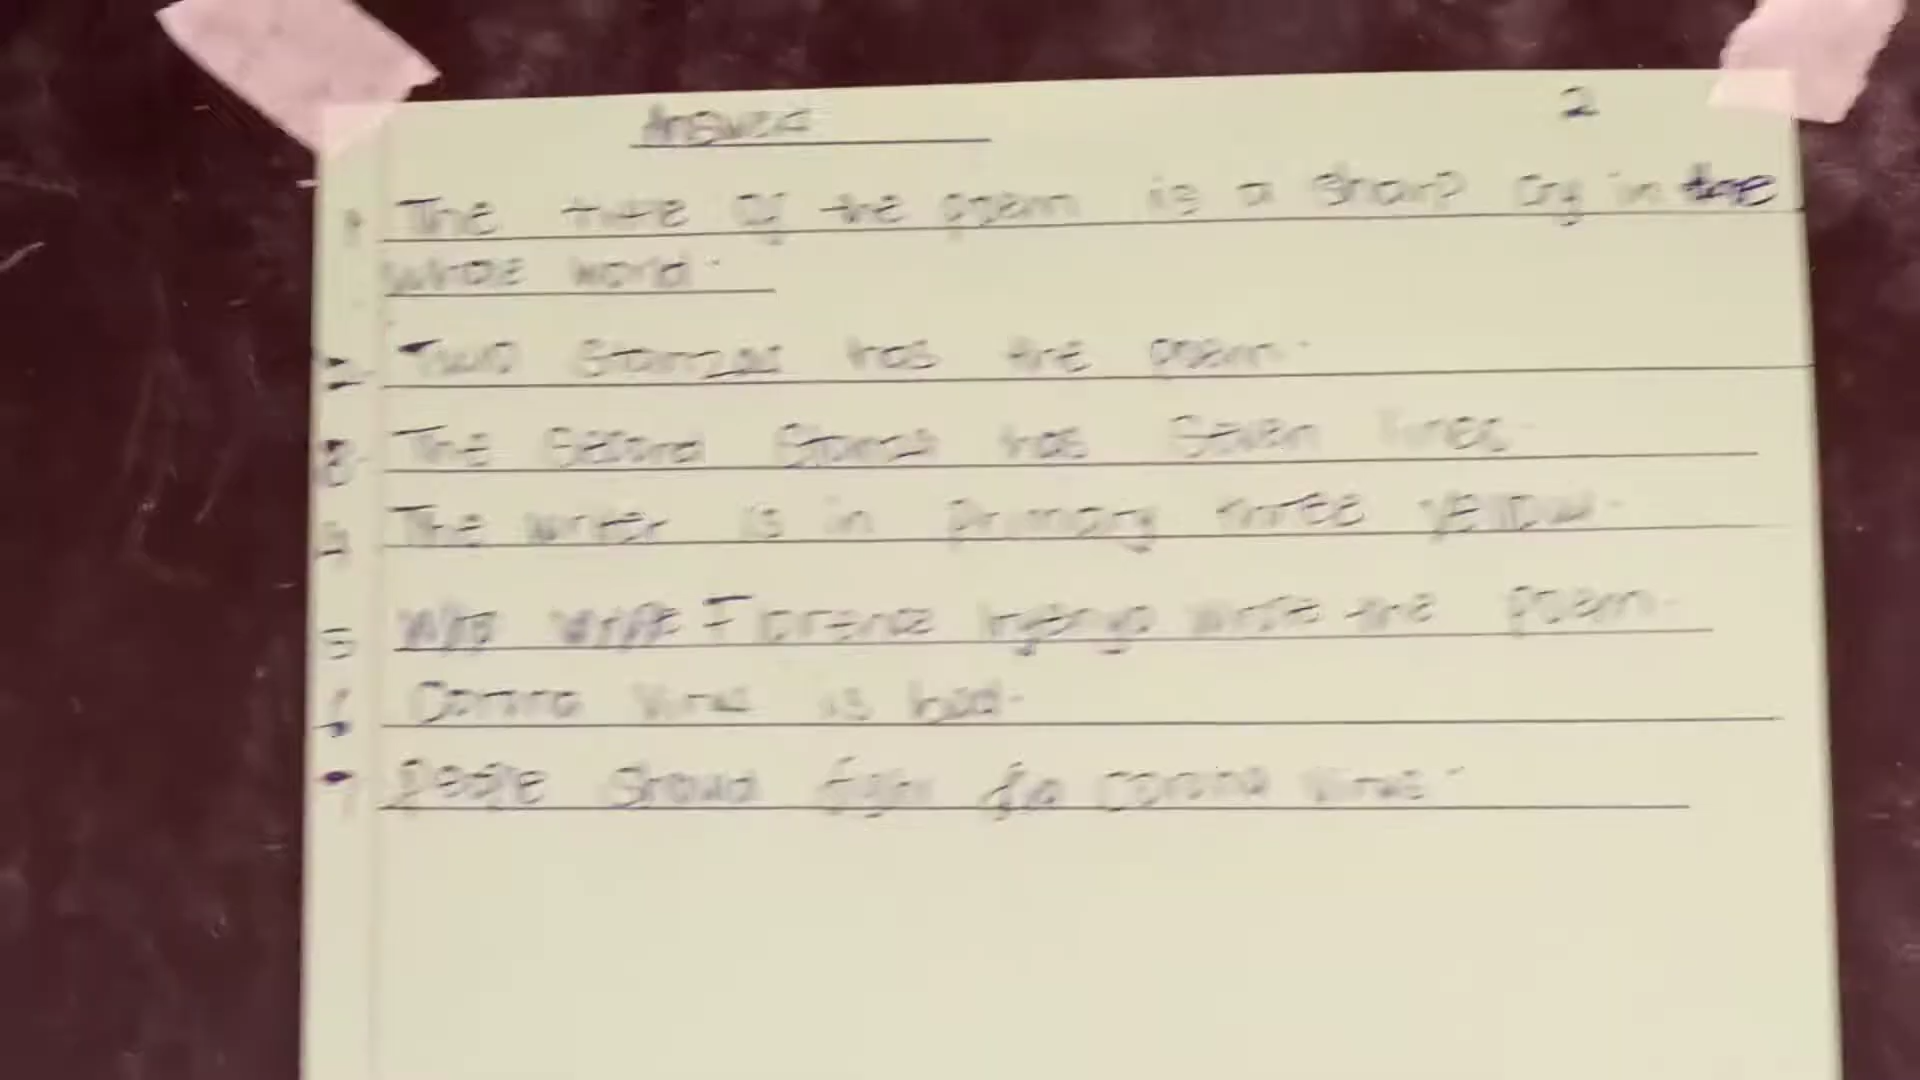 Answers
2
1 The title of the poem is a sharp cry in the
whole world.
2. Two Stanzas has the poem.
3. The Second Stanza has Seven lines.
4 The writer is in primary three yellow.
5 Florence wrote the poem.
6 Corona virus is bad.
7 People should fight for corona virus.